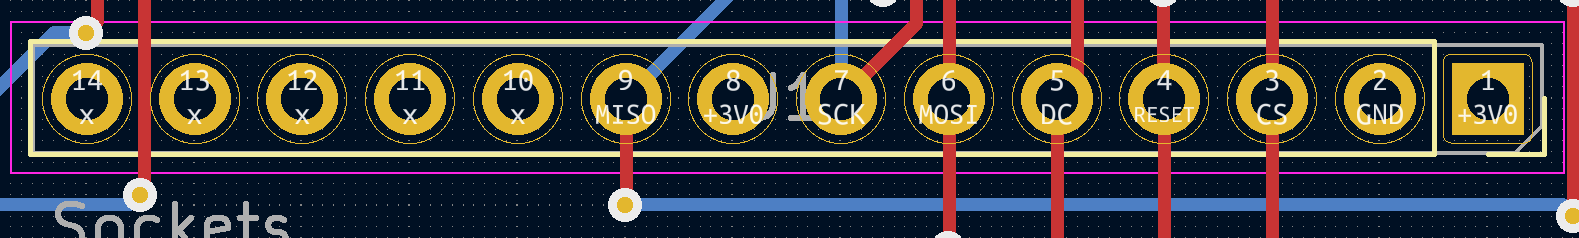 14 13 12 11 10 9 8 7 6 5 4 3 2 1
x x x x x MISO +3V0 SCK MOSI DC RESET CS GND +3V0
J1
Sockets